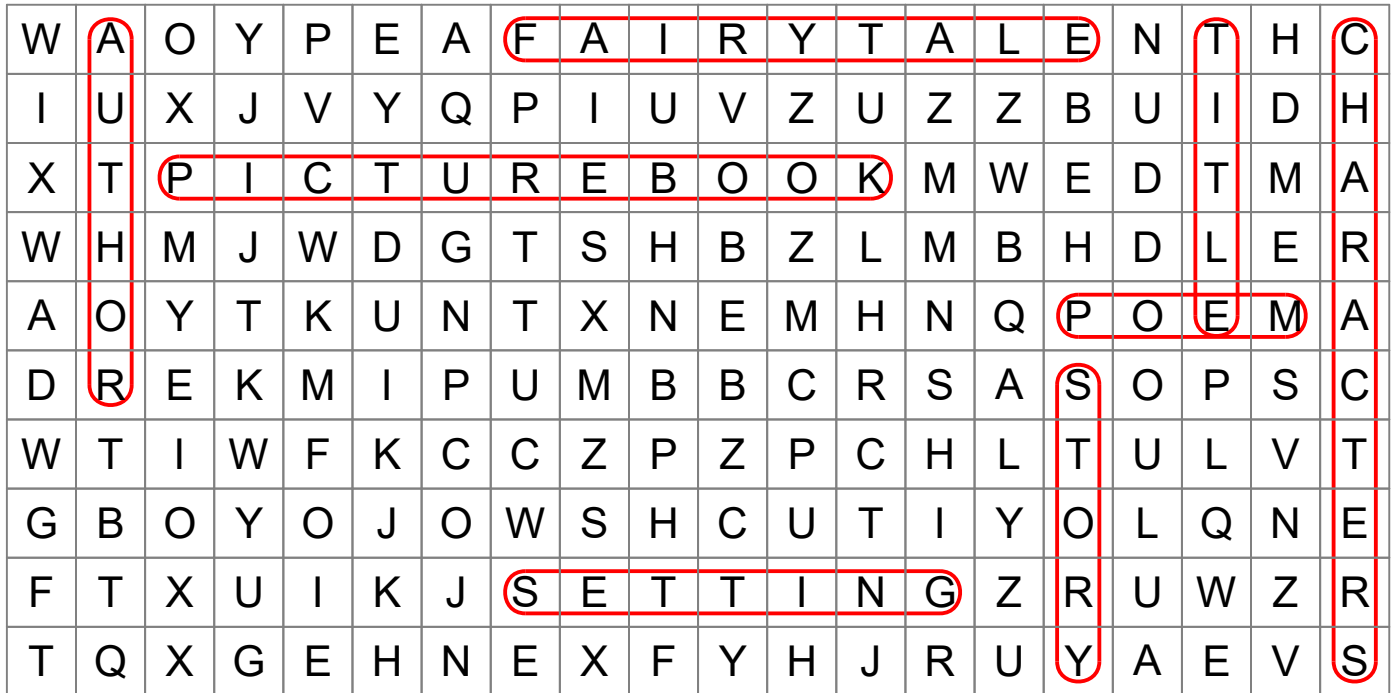 W A O Y P E A F A I R Y T A L E N T H C
I U X J V Y Q P I U V Z U Z Z B U I D H
X T P I C T U R E B O O K M W E D T M A
W H M J W D G T S H B Z L M B H D L E R
A O Y T K U N T X N E M H N Q P O E M A
D R E K M I P U M B B C R S A S O P S C
W T I W F K C C Z P Z P C H L T U L V T
G B O Y O J O W S H C U T I Y O L Q N E
F T X U I K J S E T T I N G Z R U W Z R
T Q X G E H N E X F Y H J R U Y A E V S